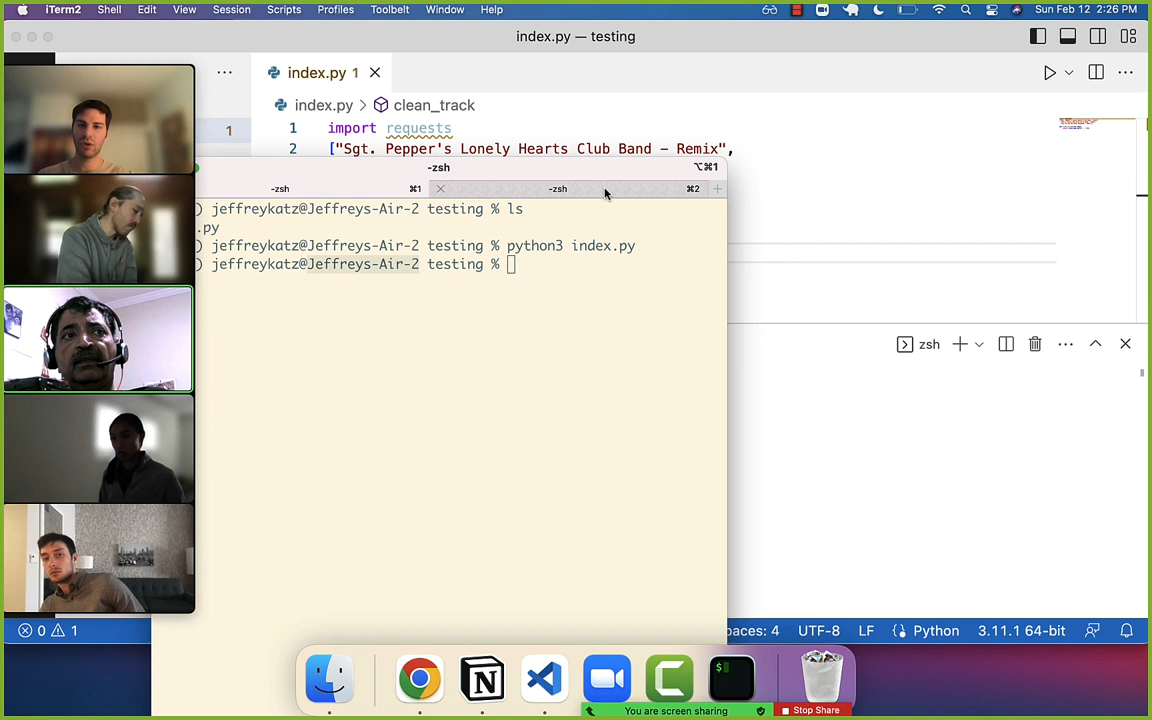 iTerm2 Shell Edit View Session Scripts Profiles Toolbelt Window Help Sun Feb 12 2:26 PM
index.py — testing
index.py 1
index.py > clean_track
1
1 import requests
2 ["Sgt. Pepper's Lonely Hearts Club Band - Remix",
-zsh ⌥⌘1
-zsh ⌘1 -zsh ⌘2
) jeffreykatz@Jeffreys-Air-2 testing % ls
.py
) jeffreykatz@Jeffreys-Air-2 testing % python3 index.py
) jeffreykatz@Jeffreys-Air-2 testing %
zsh
0 1 paces: 4 UTF-8 LF Python 3.11.1 64-bit
You are screen sharing Stop Share